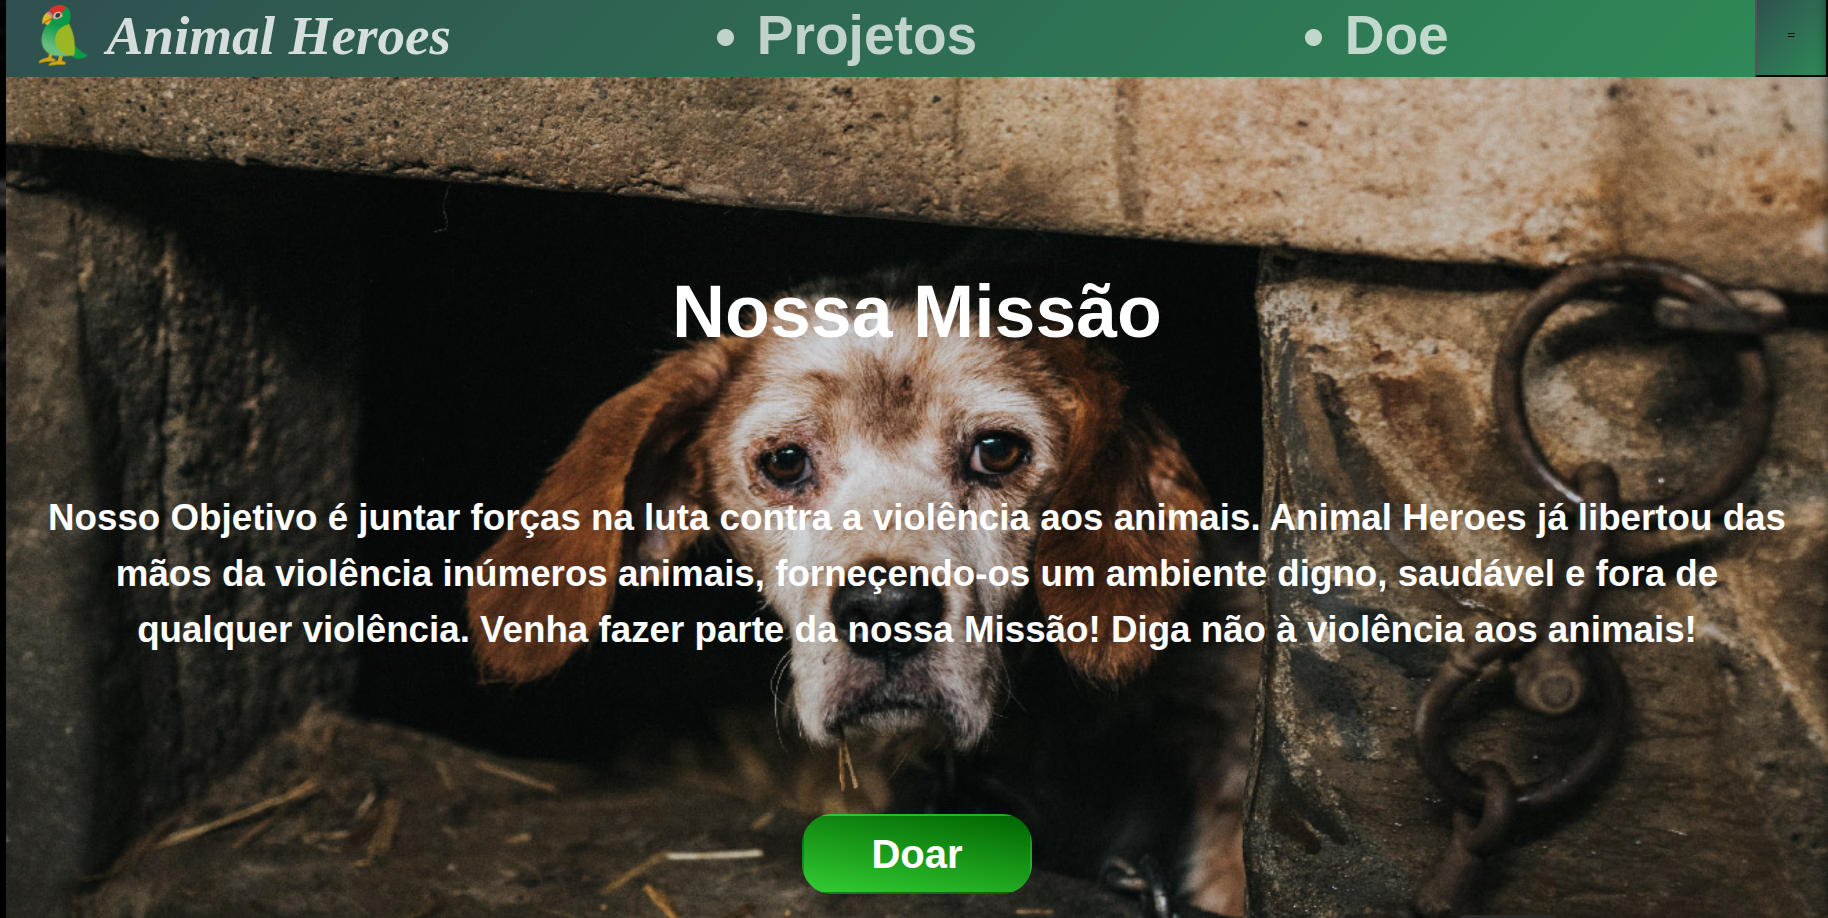 Animal Heroes
Projetos
Doe
=
Nossa Missão
Nosso Objetivo é juntar forças na luta contra a violência aos animais. Animal Heroes já libertou das
mãos da violência inúmeros animais, forneçendo-os um ambiente digno, saudável e fora de
qualquer violência. Venha fazer parte da nossa Missão! Diga não à violência aos animais!
Doar